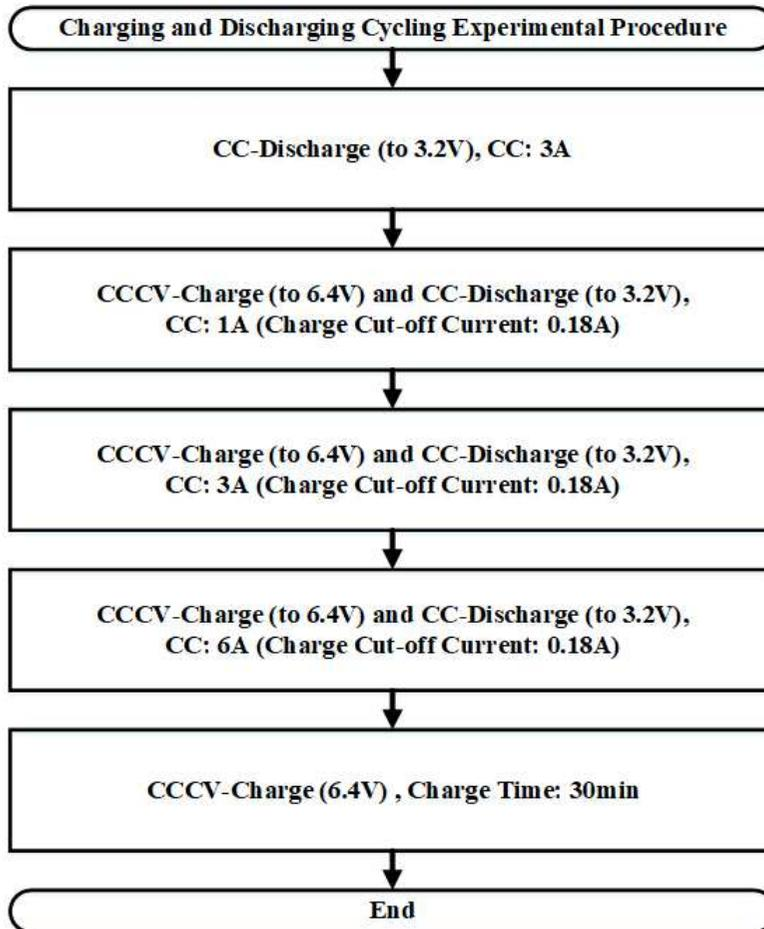 Charging and Discharging Cycling Experimental Procedure
CC-Discharge (to 3.2V), CC: 3A
CCCV-Charge (to 6.4V) and CC-Discharge (to 3.2V),
CC: 1A (Charge Cut-off Current: 0.18A)
CCCV-Charge (to 6.4V) and CC-Discharge (to 3.2V),
CC: 3A (Charge Cut-off Current: 0.18A)
CCCV-Charge (to 6.4V) and CC-Discharge (to 3.2V),
CC: 6A (Charge Cut-off Current: 0.18A)
CCCV-Charge (6.4V) , Charge Time: 30min
End